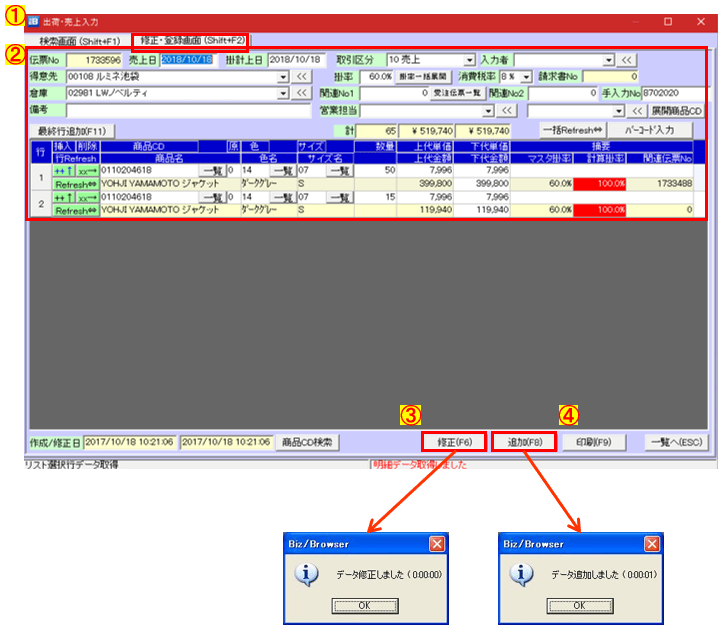 ①
出荷・売上入力
検索画面 (Shift+F1) 修正・登録画面 (Shift+F2)
②
伝票No 1733596 売上日 2018/10/18 掛計上日 2018/10/18 取引区分 10 売上 入力者 <<
得意先 00108 ルミネ池袋 << 掛率 60.0% 掛率一括展開 消費税率 8% 請求書No 0
倉庫 02981 LWノベルティ << 関連No1 0 受注伝票一覧 関連No2 0 手入力No 8702020
備考 営業担当 << << 展開商品CD
最終行追加(F11) 計 65 ¥519,740 ¥519,740 一括Refresh⇔ バーコード入力
行 挿入 削除 商品CD 原 色 サイズ 数量 上代単価 下代単価 摘要
行Refresh 商品名 色名 サイズ名 上代金額 下代金額 マスタ掛率 計算掛率 関連伝票No
1 ++↑ xx→ 0110204618 一覧 0 14 一覧 07 一覧 50 7,996 7,996
Refresh⇔ YOHJI YAMAMOTO ジャケット ダークグレー S 399,800 399,800 60.0% 100.0% 1733488
2 ++↑ xx→ 0110204618 一覧 0 14 一覧 07 一覧 15 7,996 7,996
Refresh⇔ YOHJI YAMAMOTO ジャケット ダークグレー S 119,940 119,940 60.0% 100.0% 0
③ ④
作成/修正日 2017/10/18 10:21:06 2017/10/18 10:21:06 商品CD検索 修正(F6) 追加(F8) 印刷(F9) 一覧へ(ESC)
リスト選択行データ取得 明細データ取得しました
Biz/Browser
データ修正しました (0:00:00)
OK
Biz/Browser
データ追加しました (0:00:01)
OK